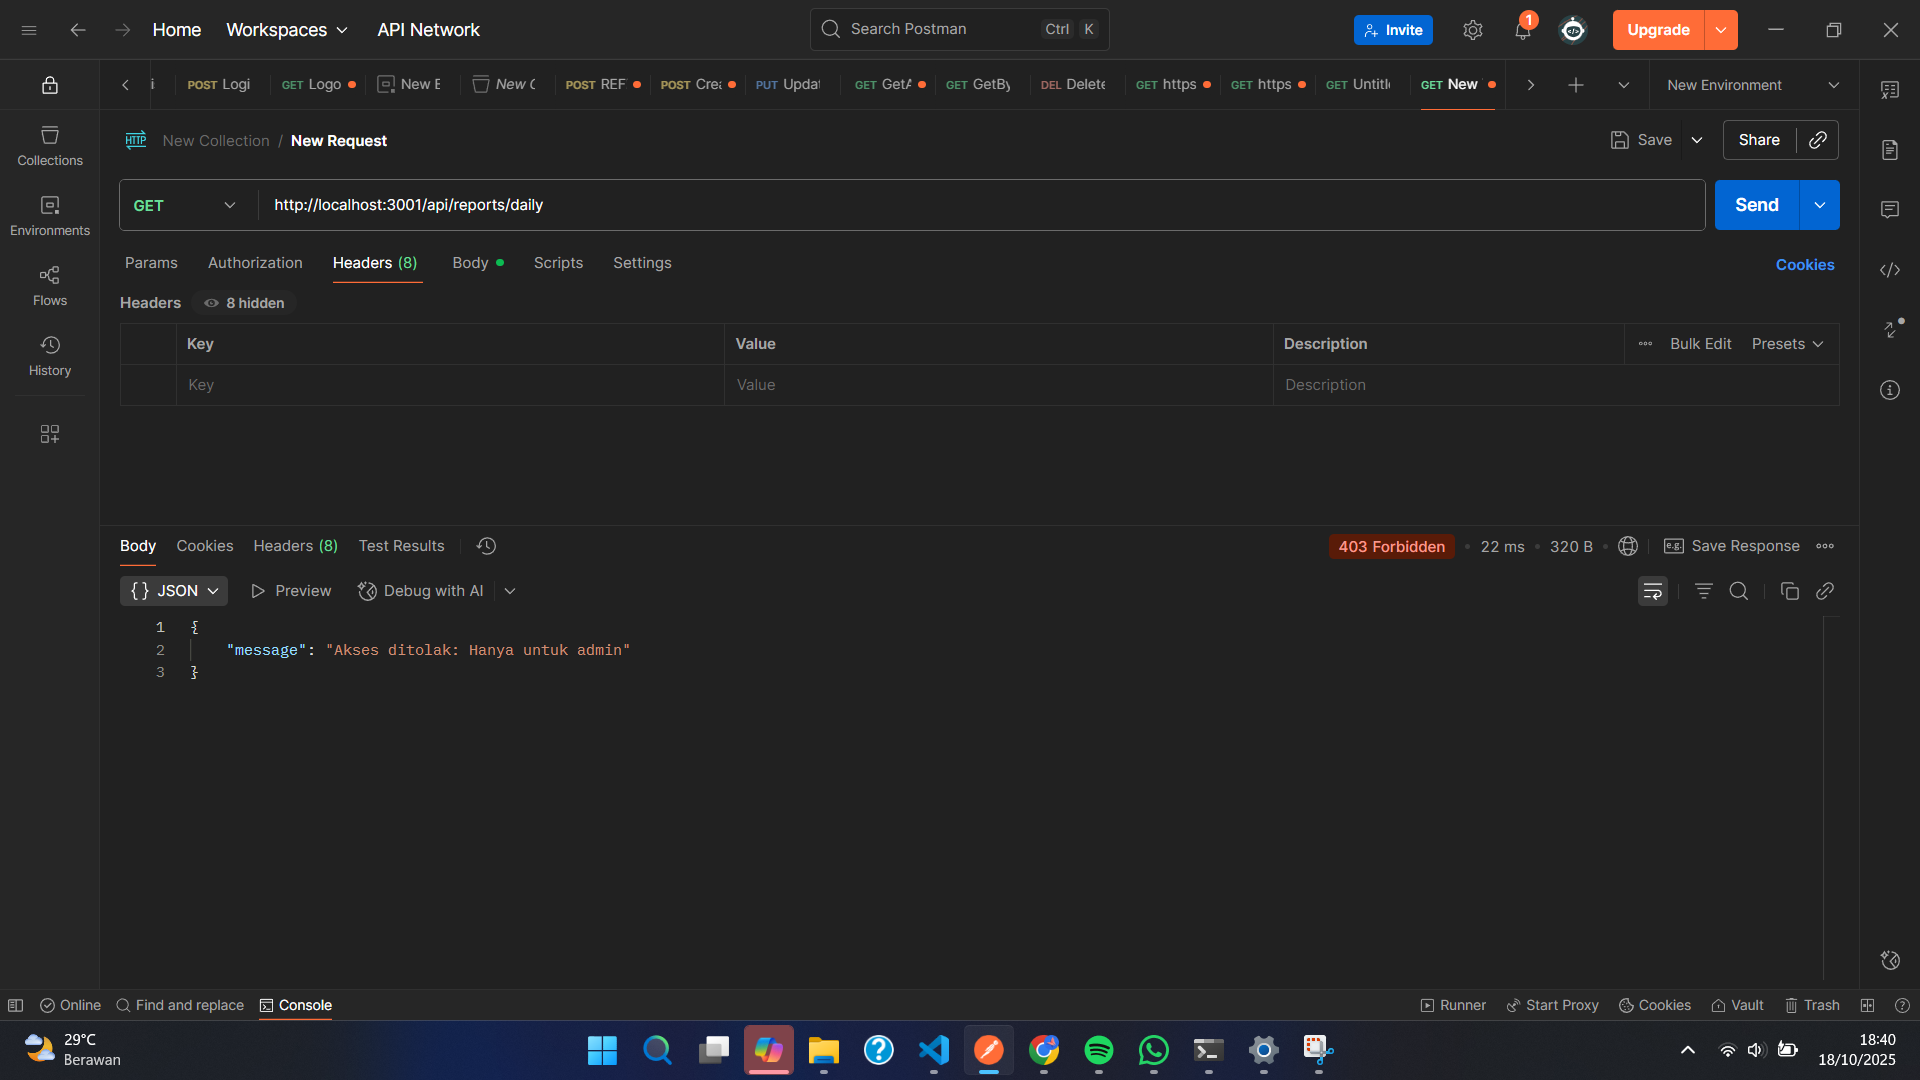 Home
Workspaces
API Network
Search Postman
Ctrl
K
Invite
1
Upgrade
POST Logi
GET Logo
New E
New C
POST REF
POST Crea
PUT Updat
GET GetA
GET GetBy
DEL Delete
GET https
GET https
GET Untitle
GET New
New Environment
HTTP
New Collection / New Request
Save
Share
Collections
Environments
Flows
History
GET
http://localhost:3001/api/reports/daily
Send
Params
Authorization
Headers (8)
Body
Scripts
Settings
Cookies
Headers
8 hidden
Key
Value
Description
Bulk Edit
Presets
Key
Value
Description
Body
Cookies
Headers (8)
Test Results
403 Forbidden
22 ms
320 B
e.g.
Save Response
{ } JSON
Preview
Debug with AI
1 {
2 "message": "Akses ditolak: Hanya untuk admin"
3 }
Online
Find and replace
Console
Runner
Start Proxy
Cookies
Vault
Trash
29°C
Berawan
18:40
18/10/2025